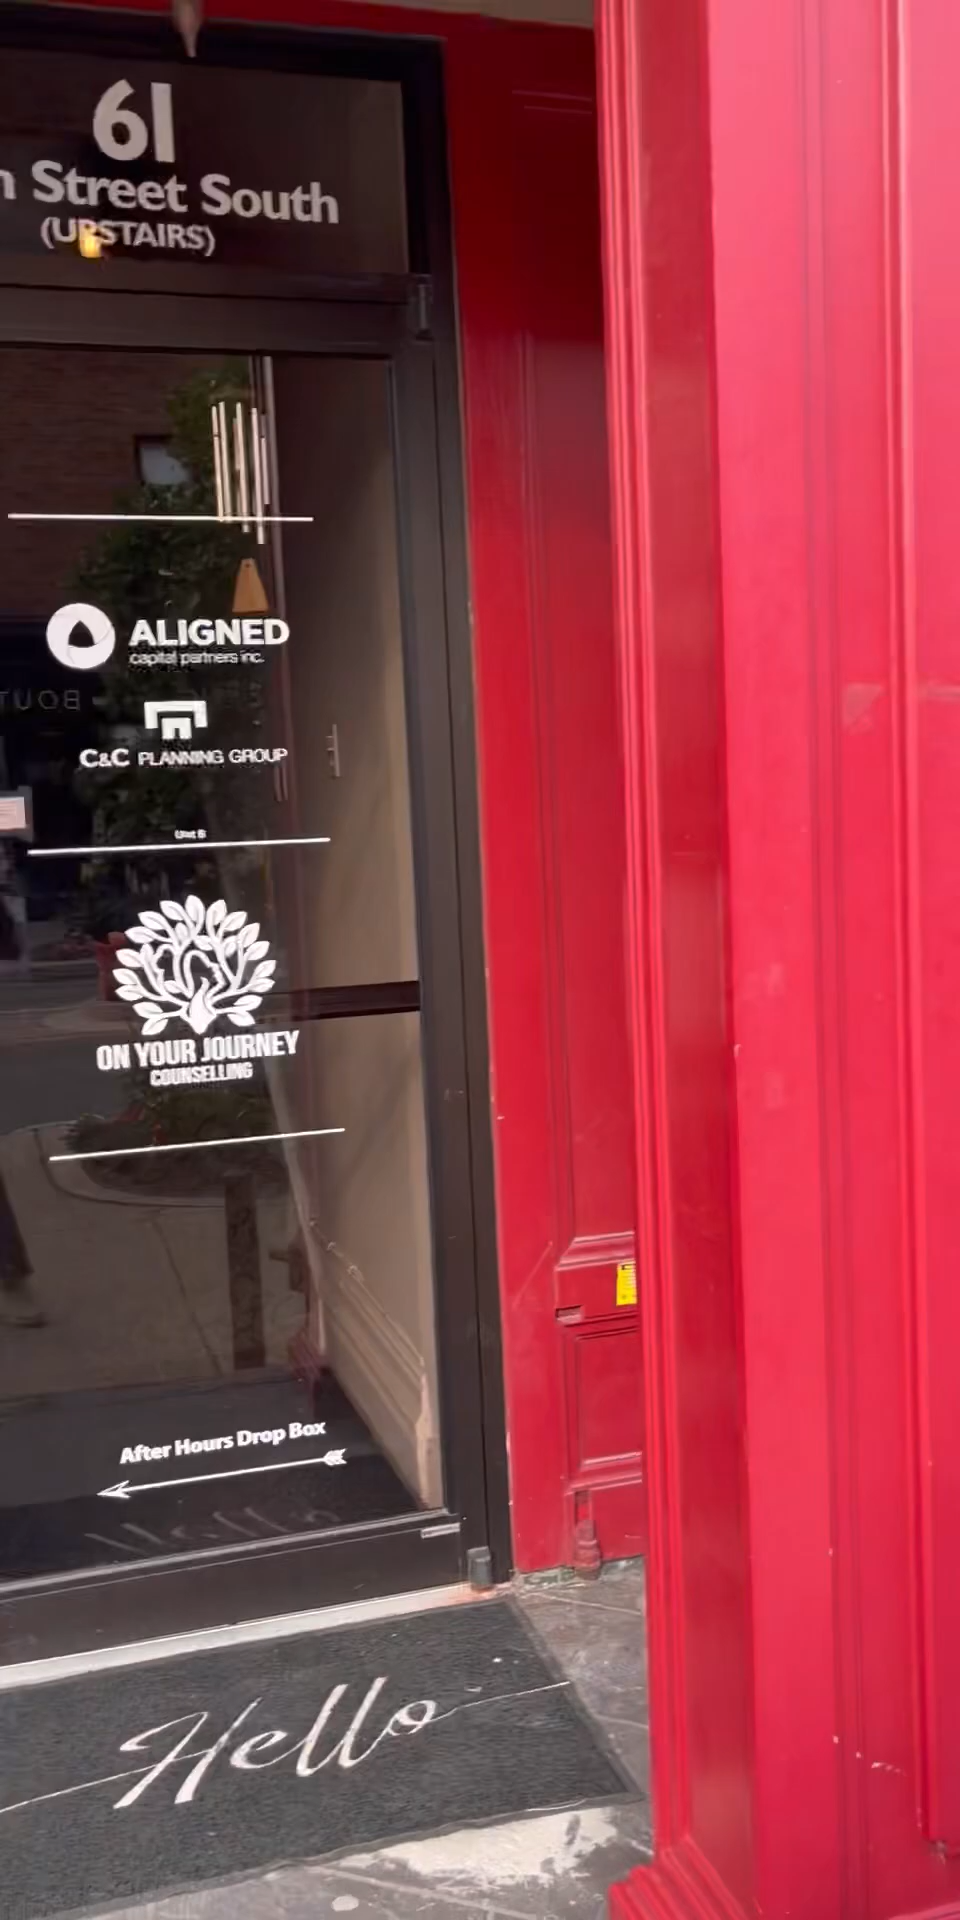 61
n Street South
(UPSTAIRS)
ALIGNED
capital partners inc.
BOUT
C&C PLANNING GROUP
Unit B
ON YOUR JOURNEY
COUNSELLING
After Hours Drop Box
Hello